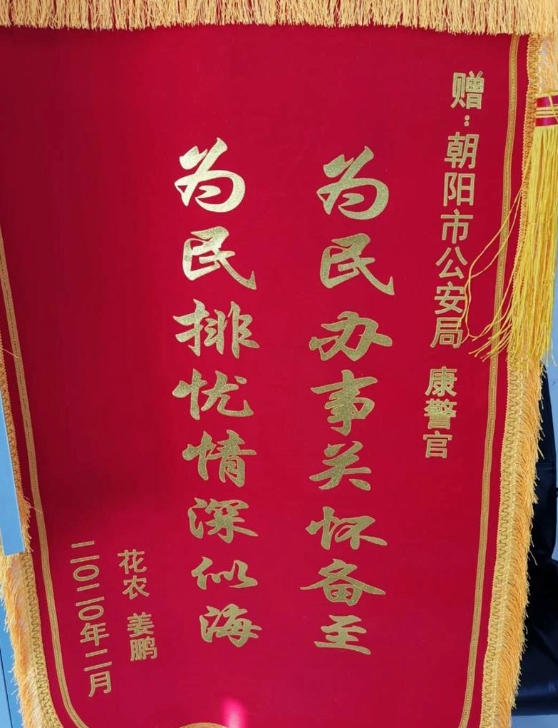 赠：朝阳市公安局 康警官
为民办事关怀备至
为民排忧情深似海
花农 姜鹏
二〇二〇年二月